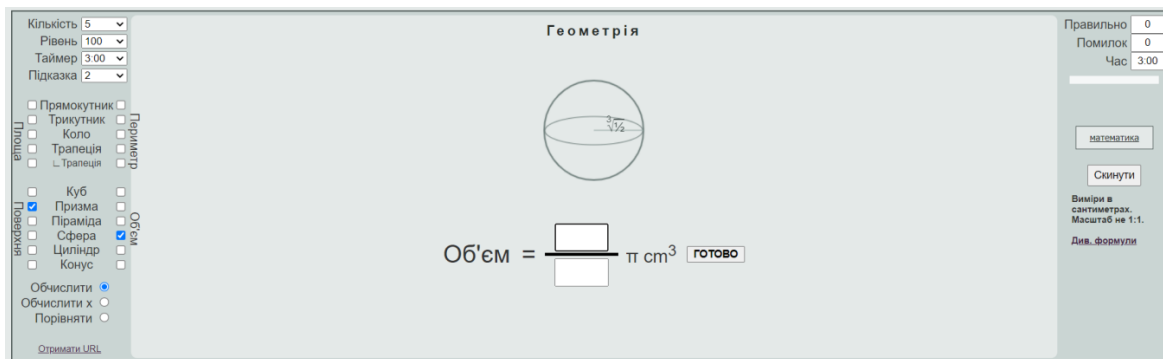 Кількість 5
Рівень 100
Таймер 3:00
Підказка 2
Площа
Прямокутник
Трикутник
Коло
Трапеція
∟Трапеція
Периметр
Поверхня
Куб
Призма
Піраміда
Сфера
Циліндр
Конус
Об'єм
Обчислити
Обчислити x
Порівняти
Отримати URL
Геометрія
∛½
Об'єм = π cm³ ГОТОВО
Правильно 0
Помилок 0
Час 3:00
математика
Скинути
Виміри в
сантиметрах.
Масштаб не 1:1.
Див. формули